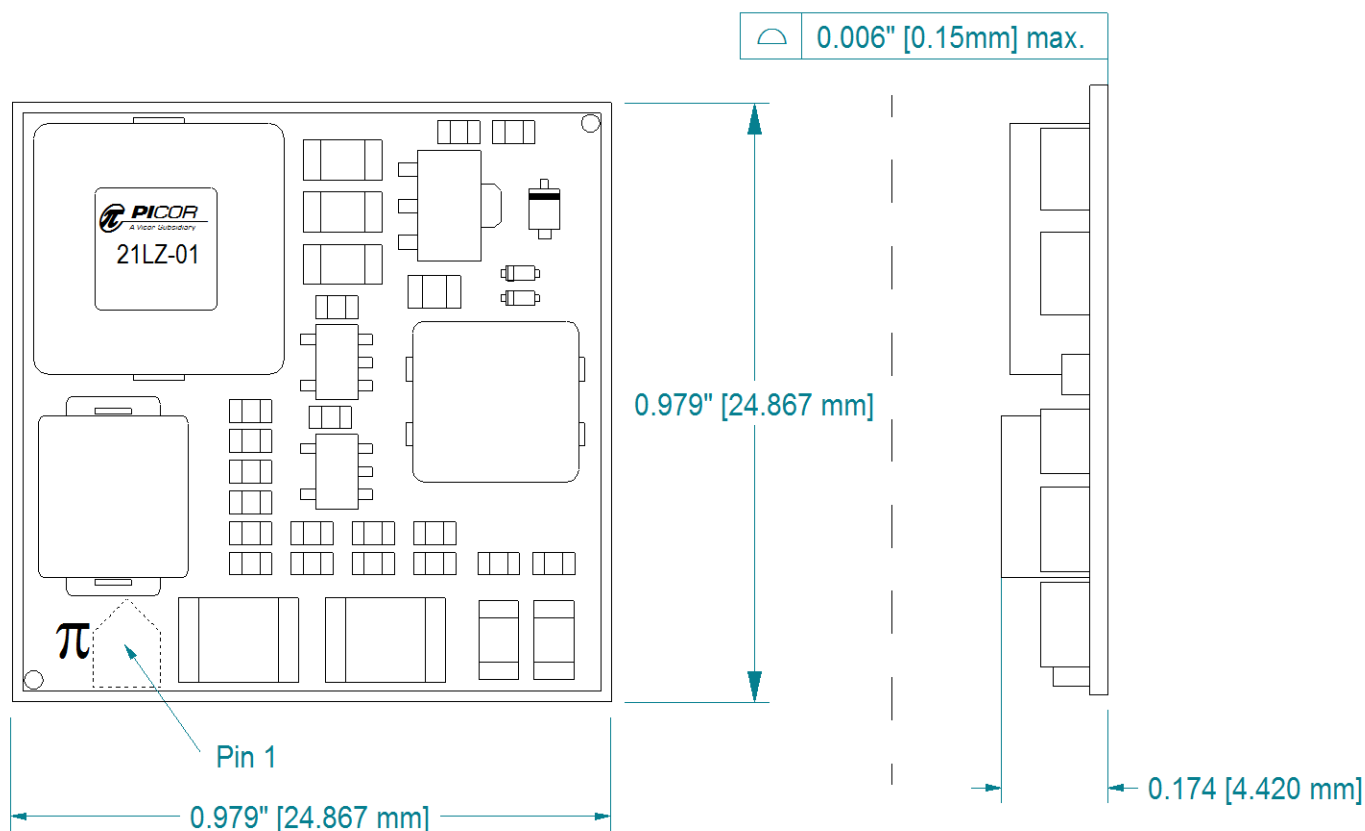 0.006" [0.15mm] max.
PICOR
A Vicor Subsidiary
21LZ-01
0.979" [24.867 mm]
π
Pin 1
0.174 [4.420 mm]
0.979" [24.867 mm]